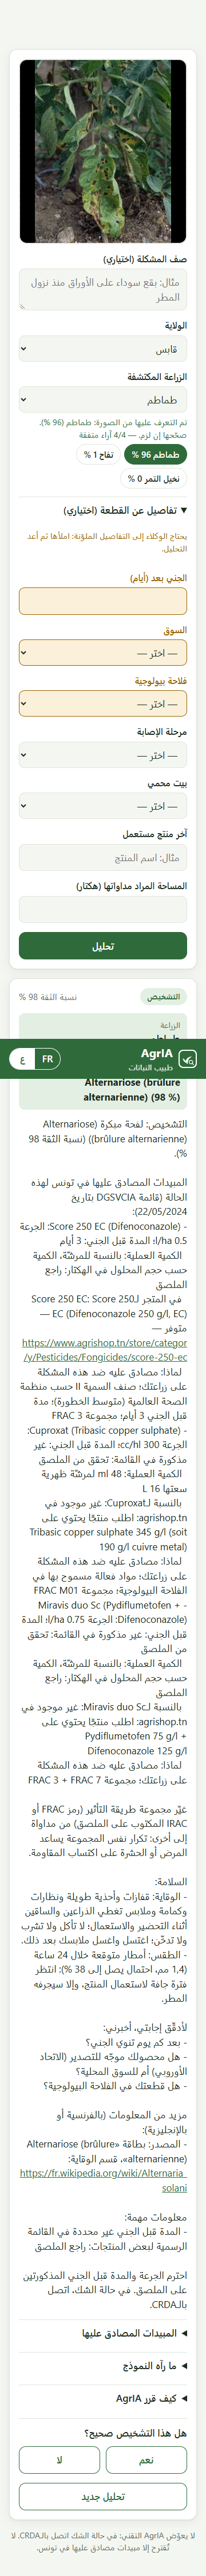 صف المشكلة (اختياري)
مثال: بقع سوداء على الأوراق منذ نزول
المطر
الولاية
قابس
الزراعة المكتشفة
طماطم
تم التعرف عليها من الصورة: طماطم (96 %).
صحّحها إن لزم. — 4/4 آراء متفقة
طماطم 96 %
تفاح 1 %
نخيل التمر 0 %
▼ تفاصيل عن القطعة (اختياري)
يحتاج الوكلاء إلى التفاصيل الملوّنة: املأها ثم أعد
التحليل.
الجني بعد (أيام)
السوق
— اختَر —
فلاحة بيولوجية
— اختَر —
مرحلة الإصابة
— اختَر —
بيت محمي
— اختَر —
آخر منتج مستعمل
مثال: اسم المنتج
المساحة المراد مداواتها (هكتار)
تحليل
التشخيص
نسبة الثقة 98 %
الزراعة
AgrIA
طبيب النباتات
FR
ع
Alternariose (brûlure
alternarienne) (98 %)
التشخيص: لفحة مبكرة (Alternariose
(brûlure alternarienne)) (نسبة الثقة 98
%).
المبيدات المصادق عليها في تونس لهذه
الحالة (قائمة DGSVCIA بتاريخ
22/05/2024):
- Score 250 EC (Difenoconazole): الجرعة
0.5 l/ha؛ المدة قبل الجني: 3 أيام
الكمية العملية: بالنسبة للمرشّة، الكمية
حسب حجم المحلول في الهكتار: راجع
الملصق
في المتجر لـScore 250 EC: Score 250
EC (Difenoconazole 250 g/l, EC) —
متوفر —
https://www.agrishop.tn/store/categor
y/Pesticides/Fongicides/score-250-ec/
لماذا: مصادق عليه ضد هذه المشكلة
على زراعتك؛ صنف السمية II حسب منظمة
الصحة العالمية (متوسط الخطورة)؛ مدة
قبل الجني 3 أيام؛ مجموعة FRAC 3
- Cuproxat (Tribasic copper sulphate):
الجرعة 300 cc/hl؛ المدة قبل الجني: غير
مذكورة في القائمة: تحقق من الملصق
الكمية العملية: 48 ml لمرشّة ظهرية
سعتها 16 L
بالنسبة لـCuproxat: غير موجود في
agrishop.tn: اطلب منتجًا يحتوي على
Tribasic copper sulphate 345 g/l (soit
190 g/l cuivre metal)
لماذا: مصادق عليه ضد هذه المشكلة
على زراعتك؛ مواد فعالة مسموح بها في
الفلاحة البيولوجية؛ مجموعة FRAC M01
- Miravis duo Sc (Pydiflumetofen +
Difenoconazole): الجرعة 0.75 l/ha؛ المدة
قبل الجني: غير مذكورة في القائمة: تحقق
من الملصق
الكمية العملية: بالنسبة للمرشّة، الكمية
حسب حجم المحلول في الهكتار: راجع
الملصق
بالنسبة لـMiravis duo Sc: غير موجود في
agrishop.tn: اطلب منتجًا يحتوي على
Pydiflumetofen 75 g/l +
Difenoconazole 125 g/l
لماذا: مصادق عليه ضد هذه المشكلة
على زراعتك؛ مجموعة FRAC 3 + FRAC 7
غيّر مجموعة طريقة التأثير (رمز FRAC أو
IRAC المكتوب على الملصق) من مداواة
إلى أخرى: تكرار نفس المجموعة يساعد
المرض أو الحشرة على اكتساب المقاومة.
السلامة:
- الوقاية: قفازات وأحذية طويلة ونظارات
وكمامة وملابس تغطي الذراعين والساقين
أثناء التحضير والاستعمال؛ لا تأكل ولا تشرب
ولا تدخّن؛ اغتسل واغسل ملابسك بعد ذلك.
- الطقس: أمطار متوقعة خلال 24 ساعة
(1,4 مم، احتمال يصل إلى 38 %): انتظر
فترة جافة لاستعمال المنتج، وإلا سيجرفه
المطر.
لأدقّق إجابتي، أخبرني:
- بعد كم يوم تنوي الجني؟
- هل محصولك موجّه للتصدير (الاتحاد
الأوروبي) أم للسوق المحلية؟
- هل قطعتك في الفلاحة البيولوجية؟
مزيد من المعلومات (بالفرنسية أو
بالإنجليزية):
- المصدر: بطاقة «Alternariose (brûlure
alternarienne)»، قسم الوقاية:
https://fr.wikipedia.org/wiki/Alternaria_
solani
معلومات مهمة:
- المدة قبل الجني غير محددة في القائمة
الرسمية لبعض المنتجات: راجع الملصق
احترم الجرعة والمدة قبل الجني المذكورتين
على الملصق. في حالة الشك، اتصل
بالـCRDA.
◀ المبيدات المصادق عليها
◀ ما رآه النموذج
◀ كيف قرر AgrIA
هل هذا التشخيص صحيح؟
نعم
لا
تحليل جديد
لا يعوّض AgrIA التقني: في حالة الشك اتصل بالـCRDA. لا
تُقترح إلا مبيدات مصادق عليها في تونس.